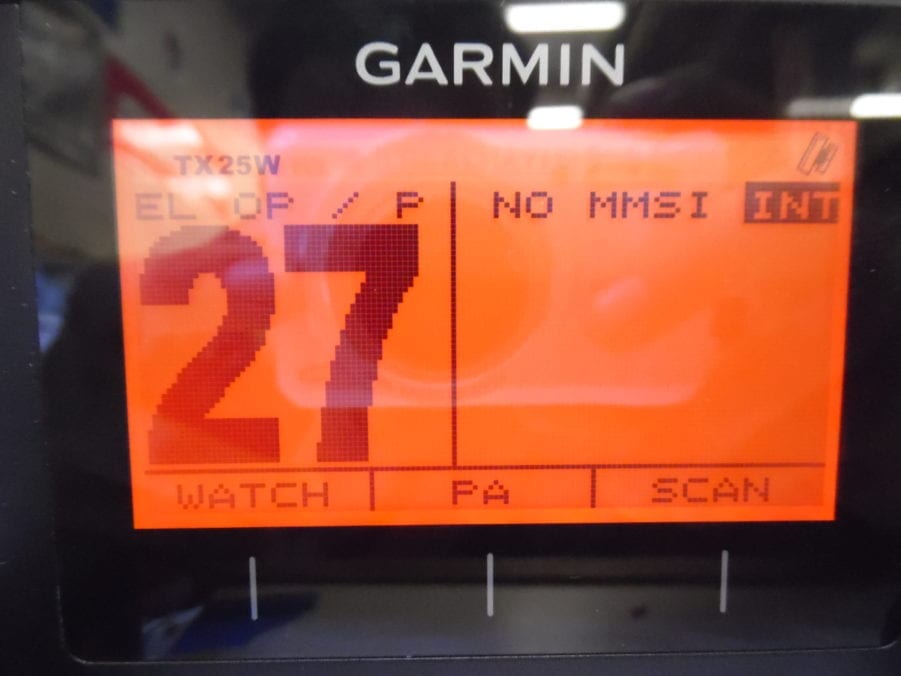 GARMIN
TX25W
EL OP / P NO MMSI INT
27
WATCH PA SCAN